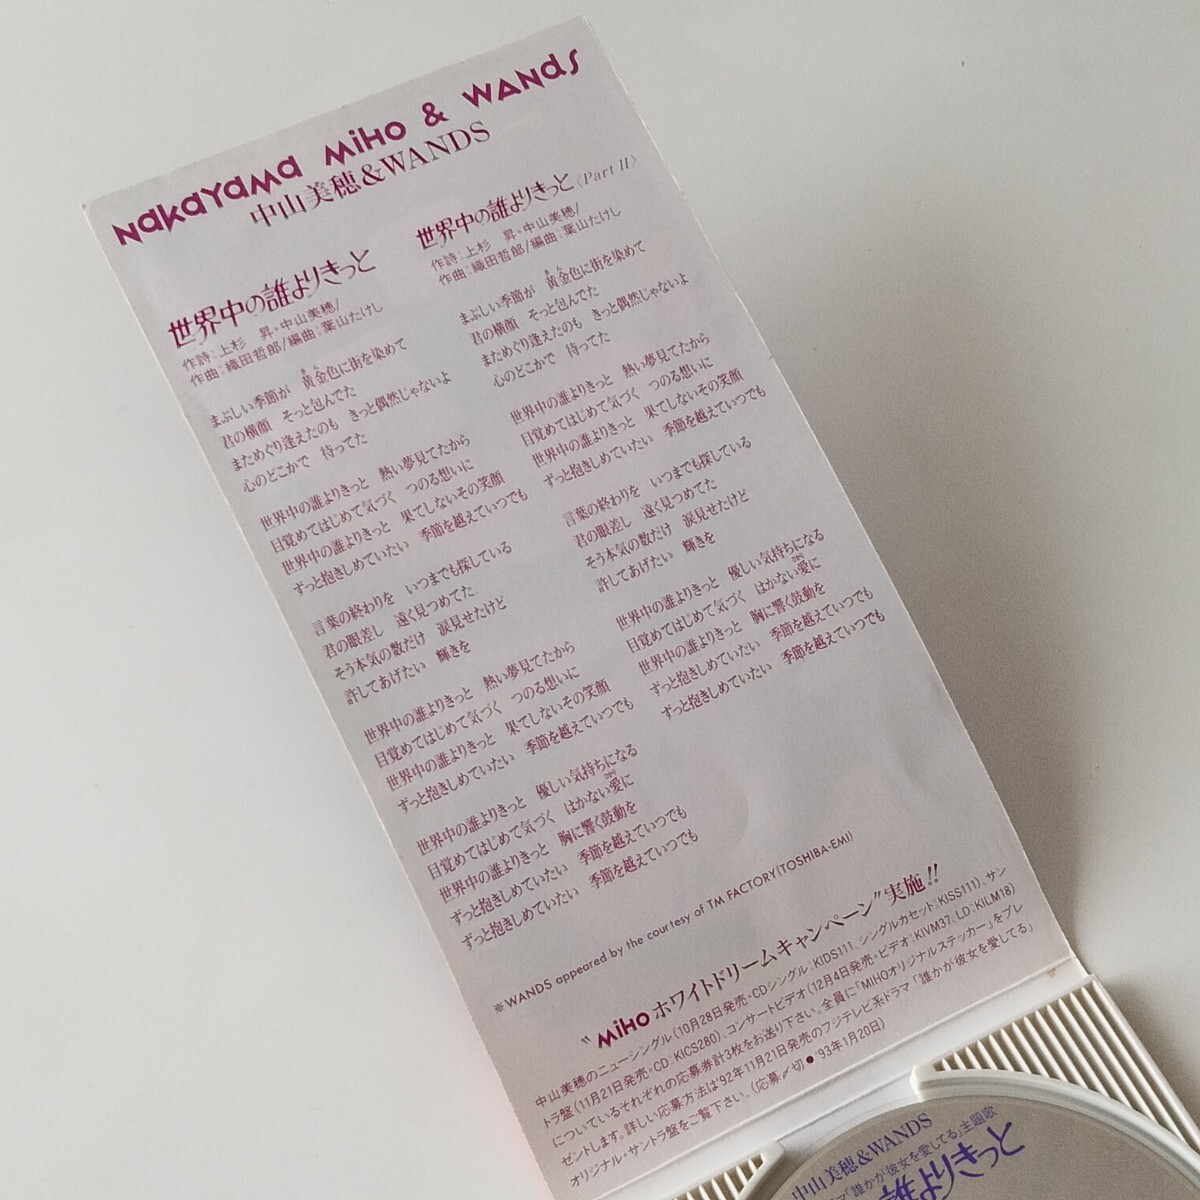 NAKAYAMA MIHO & WANDS
中山美穂&WANDS
世界中の誰よりきっと
作詩:上杉 昇・中山美穂/
作曲:織田哲郎/編曲:葉山たけし
まぶしい季節が 黄金色に街を染めて
君の横顔 そっと包んでた
まためぐり逢えたのも きっと偶然じゃないよ
心のどこかで 待ってた
世界中の誰よりきっと 熱い夢見てたから
目覚めてはじめて気づく つのる想いに
世界中の誰よりきっと 果てしないその笑顔
ずっと抱きしめていたい 季節を越えていつでも
言葉の終わりを いつまでも探している
君の眼差し 遠く見つめてた
そう本気の数だけ 涙見せたけど
許してあげたい 輝きを
世界中の誰よりきっと 熱い夢見てたから
目覚めてはじめて気づく つのる想いに
世界中の誰よりきっと 果てしないその笑顔
ずっと抱きしめていたい 季節を越えていつでも
世界中の誰よりきっと 優しい気持ちになる
目覚めてはじめて気づく はかない愛に
世界中の誰よりきっと 胸に響く鼓動を
ずっと抱きしめていたい 季節を越えていつでも
ずっと抱きしめていたい 季節を越えていつでも
世界中の誰よりきっと〈Part II〉
作詩:上杉 昇・中山美穂/
作曲:織田哲郎/編曲:葉山たけし
まぶしい季節が 黄金色に街を染めて
君の横顔 そっと包んでた
まためぐり逢えたのも きっと偶然じゃないよ
心のどこかで 待ってた
世界中の誰よりきっと 熱い夢見てたから
目覚めてはじめて気づく つのる想いに
世界中の誰よりきっと 果てしないその笑顔
ずっと抱きしめていたい 季節を越えていつでも
言葉の終わりを いつまでも探している
君の眼差し 遠く見つめてた
そう本気の数だけ 涙見せたけど
許してあげたい 輝きを
世界中の誰よりきっと 優しい気持ちになる
目覚めてはじめて気づく はかない愛に
世界中の誰よりきっと 胸に響く鼓動を
ずっと抱きしめていたい 季節を越えていつでも
ずっと抱きしめていたい 季節を越えていつでも
※WANDS appeared by the courtesy of TM FACTORY(TOSHIBA-EMI)
“MIHOホワイトドリームキャンペーン”実施!!
中山美穂のニューシングル(10月28日発売・CDシングル:KIDS111、シングルカセット:KISS111)、サン
トラ盤(11月21日発売・CD:KICS280)、コンサートビデオ(12月4日発売・ビデオ:KIVM37、LD:KILM18)
についているそれぞれの応募券計3枚をお送り下さい。全員に「MIHOオリジナルステッカー」をプレ
ゼントします。詳しい応募方法は'92年11月21日発売のフジテレビ系ドラマ「誰かが彼女を愛してる」
オリジナル・サントラ盤をご覧下さい。(応募〆切●'93年1月20日)
中山美穂&WANDS
「誰かが彼女を愛してる」主題歌
誰よりきっと